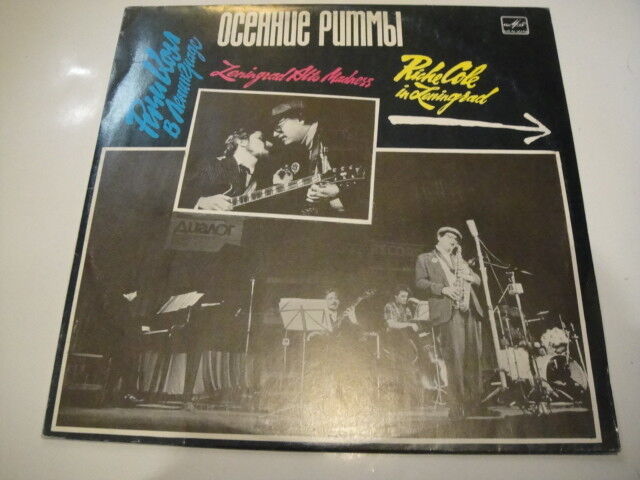 ОСЕННИЕ РИТМЫ
Ричи Коул
в Ленинграде
Leningrad Alto Madness
Richie Cole
in Leningrad
Диалог